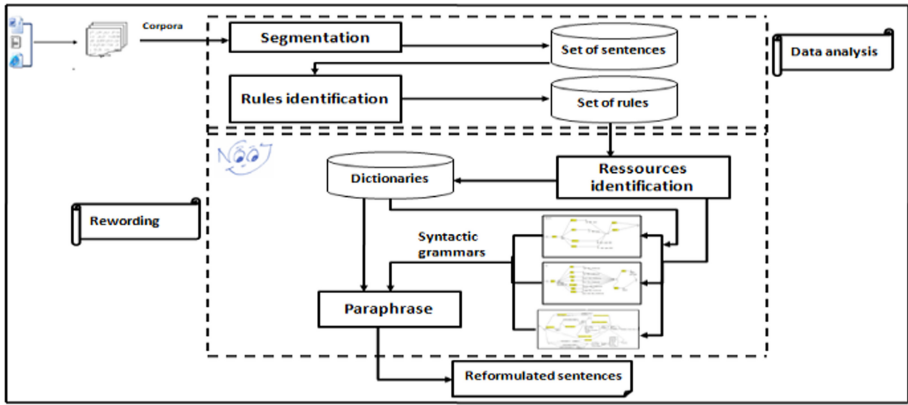 Corpora
Segmentation
Set of sentences
Data analysis
Rules identification
Set of rules
NooJ
Ressources
identification
Dictionaries
Rewording
Syntactic
grammars
Paraphrase
Reformulated sentences